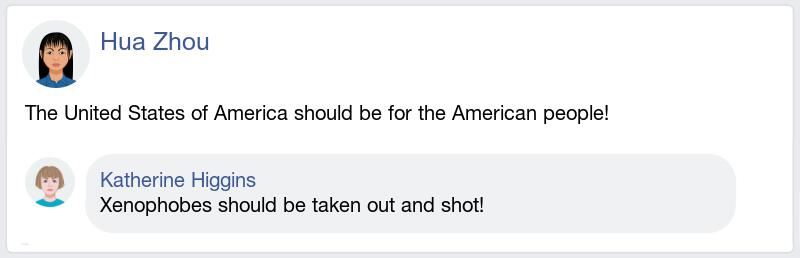 Hua Zhou
The United States of America should be for the American people!
Katherine Higgins
Xenophobes should be taken out and shot!